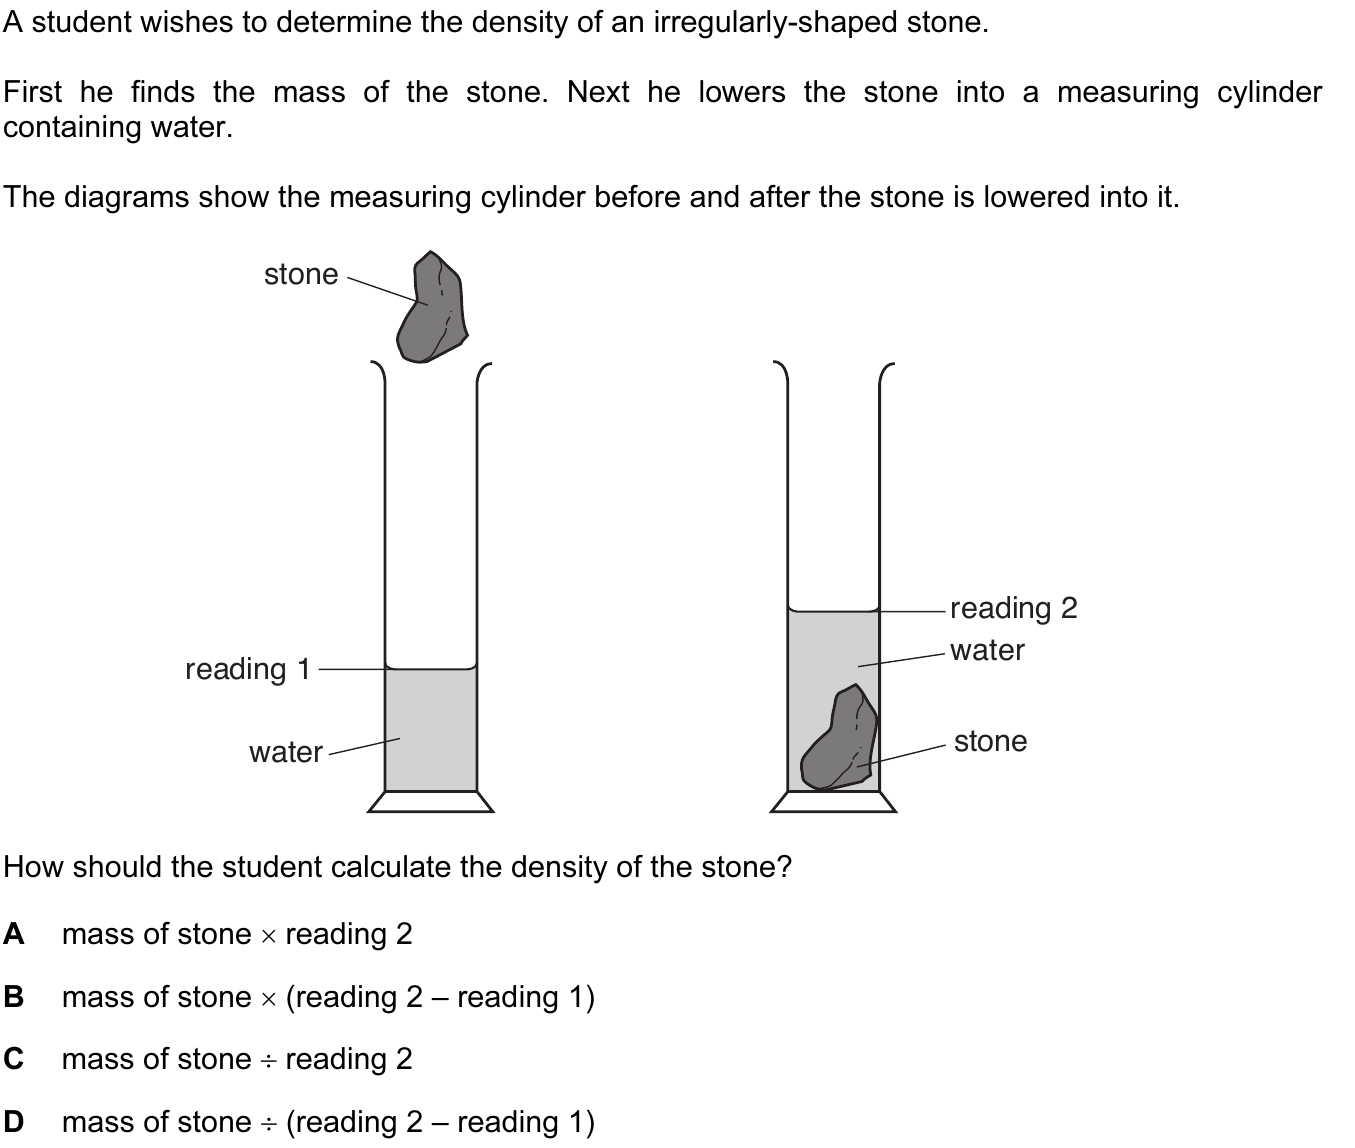 A student wishes to determine the density of an irregularly-shaped stone.
First he finds the mass of the stone. Next he lowers the stone into a measuring cylinder
containing water.
The diagrams show the measuring cylinder before and after the stone is lowered into it.
stone
reading 1
water
reading 2
water
stone
How should the student calculate the density of the stone?
A mass of stone × reading 2
B mass of stone × (reading 2 – reading 1)
C mass of stone ÷ reading 2
D mass of stone ÷ (reading 2 – reading 1)